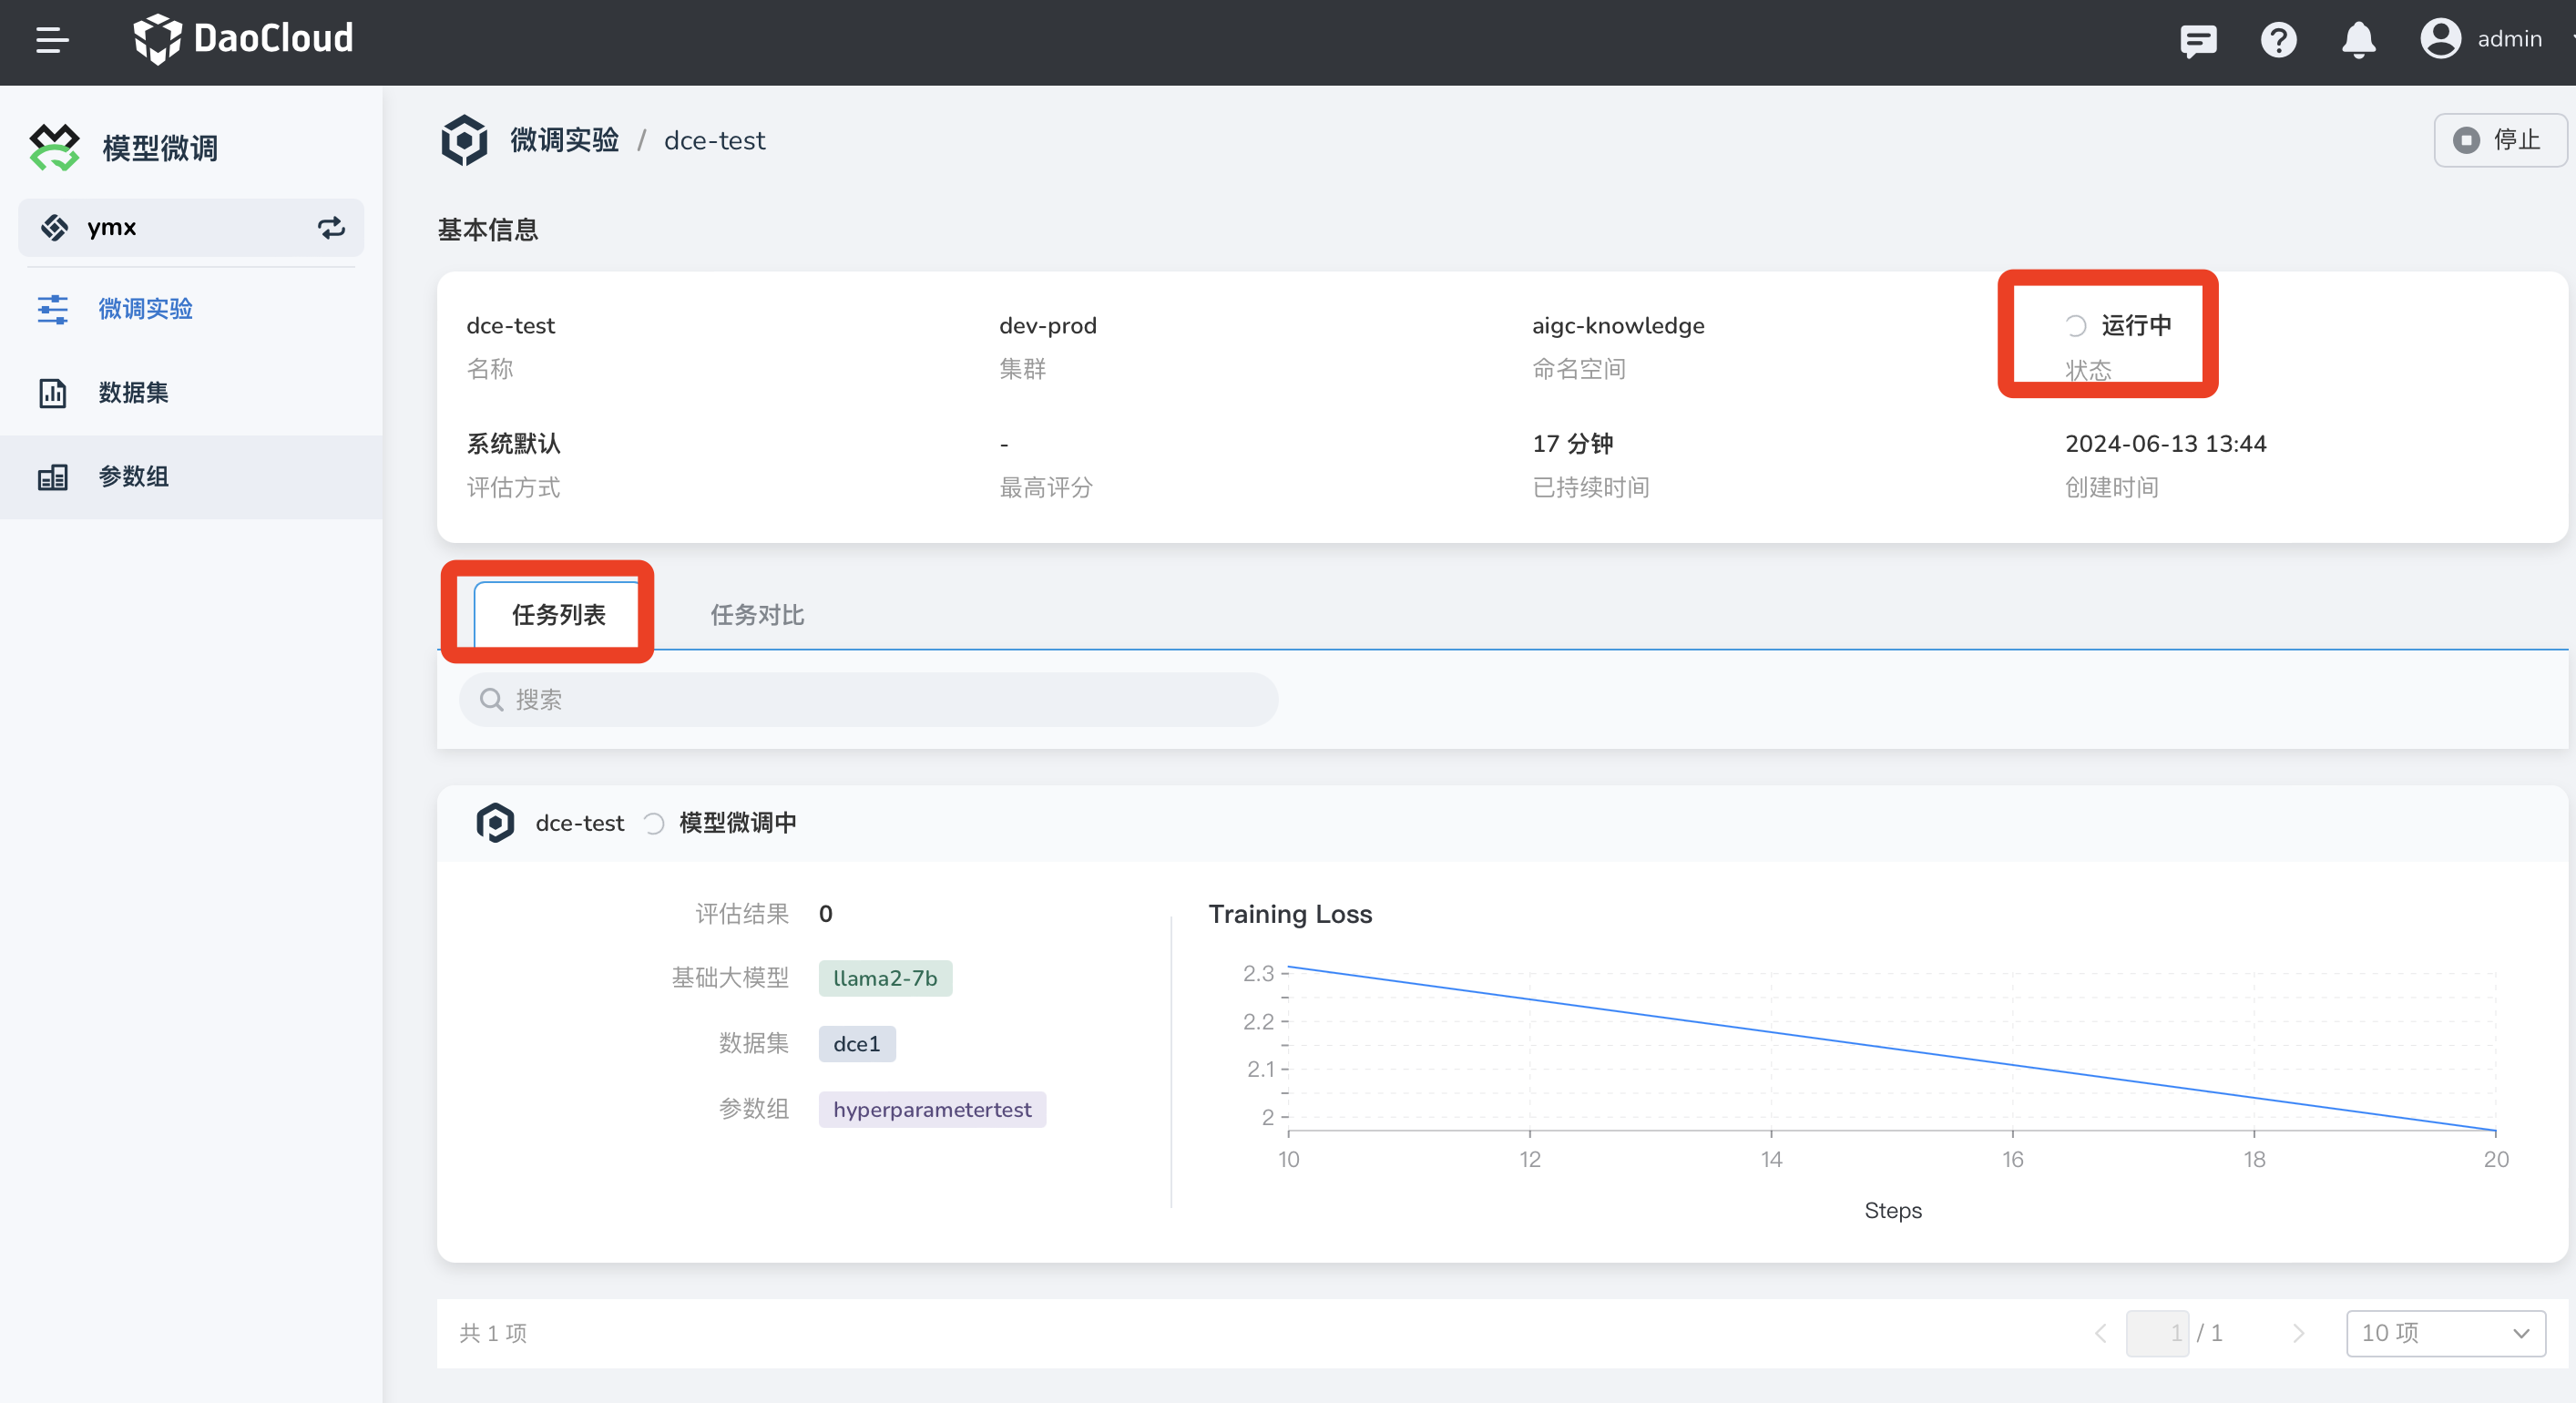 DaoCloud
admin
模型微调
ymx
微调实验
数据集
参数组
微调实验 / dce-test
停止
基本信息
dce-test
名称
dev-prod
集群
aigc-knowledge
命名空间
运行中
状态
系统默认
评估方式
-
最高评分
17 分钟
已持续时间
2024-06-13 13:44
创建时间
任务列表
任务对比
搜索
dce-test 模型微调中
评估结果 0
基础大模型 llama2-7b
数据集 dce1
参数组 hyperparametertest
Training Loss
2.3
2.2
2.1
2
10 12 14 16 18 20
Steps
共 1 项
1 / 1
10 项